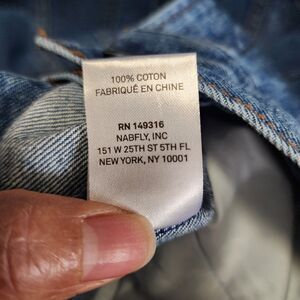 100% COTON
FABRIQUÉ EN CHINE
RN 149316
NABFLY, INC
151 W 25TH ST 5TH FL
NEW YORK, NY 10001